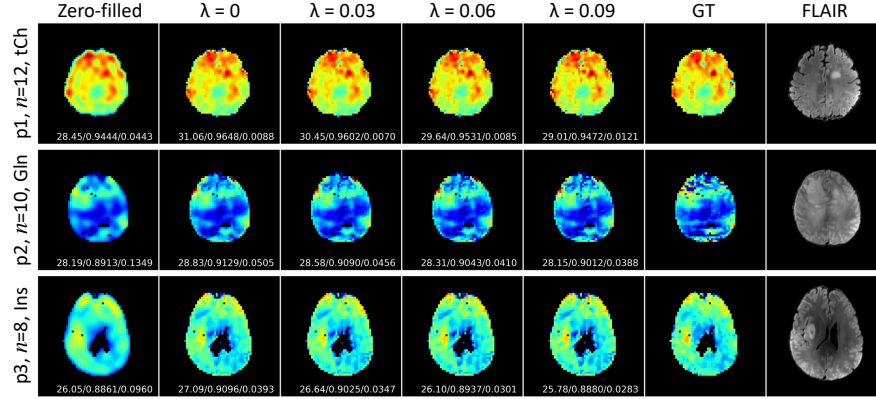 Zero-filled λ = 0 λ = 0.03 λ = 0.06 λ = 0.09 GT FLAIR
p1, n=12, tCh
28.45/0.9444/0.0443 31.06/0.9648/0.0088 30.45/0.9602/0.0070 29.64/0.9531/0.0085 29.01/0.9472/0.0121
p2, n=10, Gln
28.19/0.8913/0.1349 28.83/0.9129/0.0505 28.58/0.9090/0.0456 28.31/0.9043/0.0410 28.15/0.9012/0.0388
p3, n=8, Ins
26.05/0.8861/0.0960 27.09/0.9096/0.0393 26.64/0.9025/0.0347 26.10/0.8937/0.0301 25.78/0.8880/0.0283